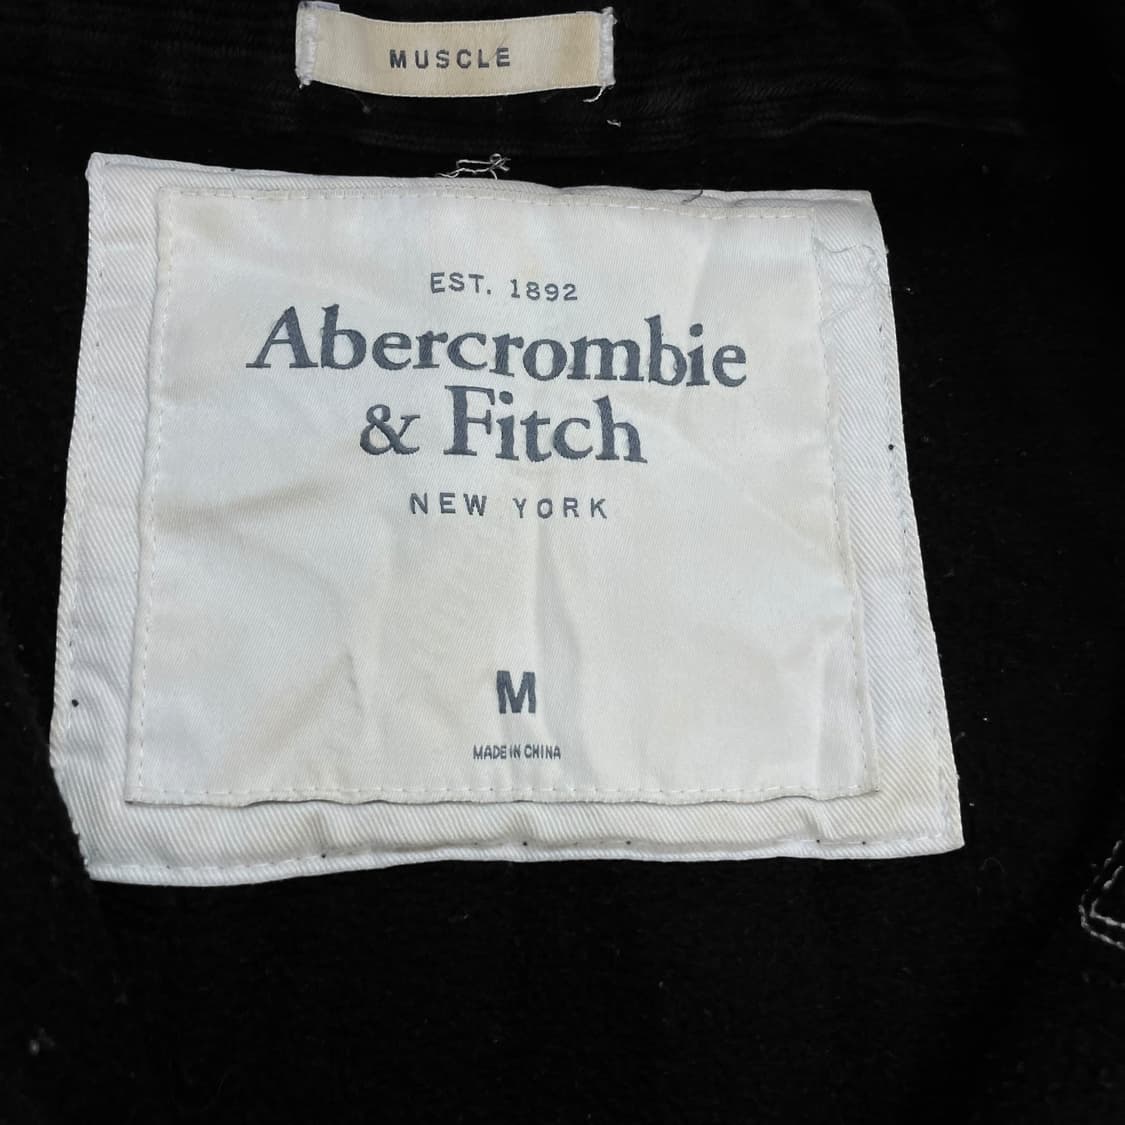 MUSCLE
EST. 1892
Abercrombie
& Fitch
NEW YORK
M
MADE IN CHINA